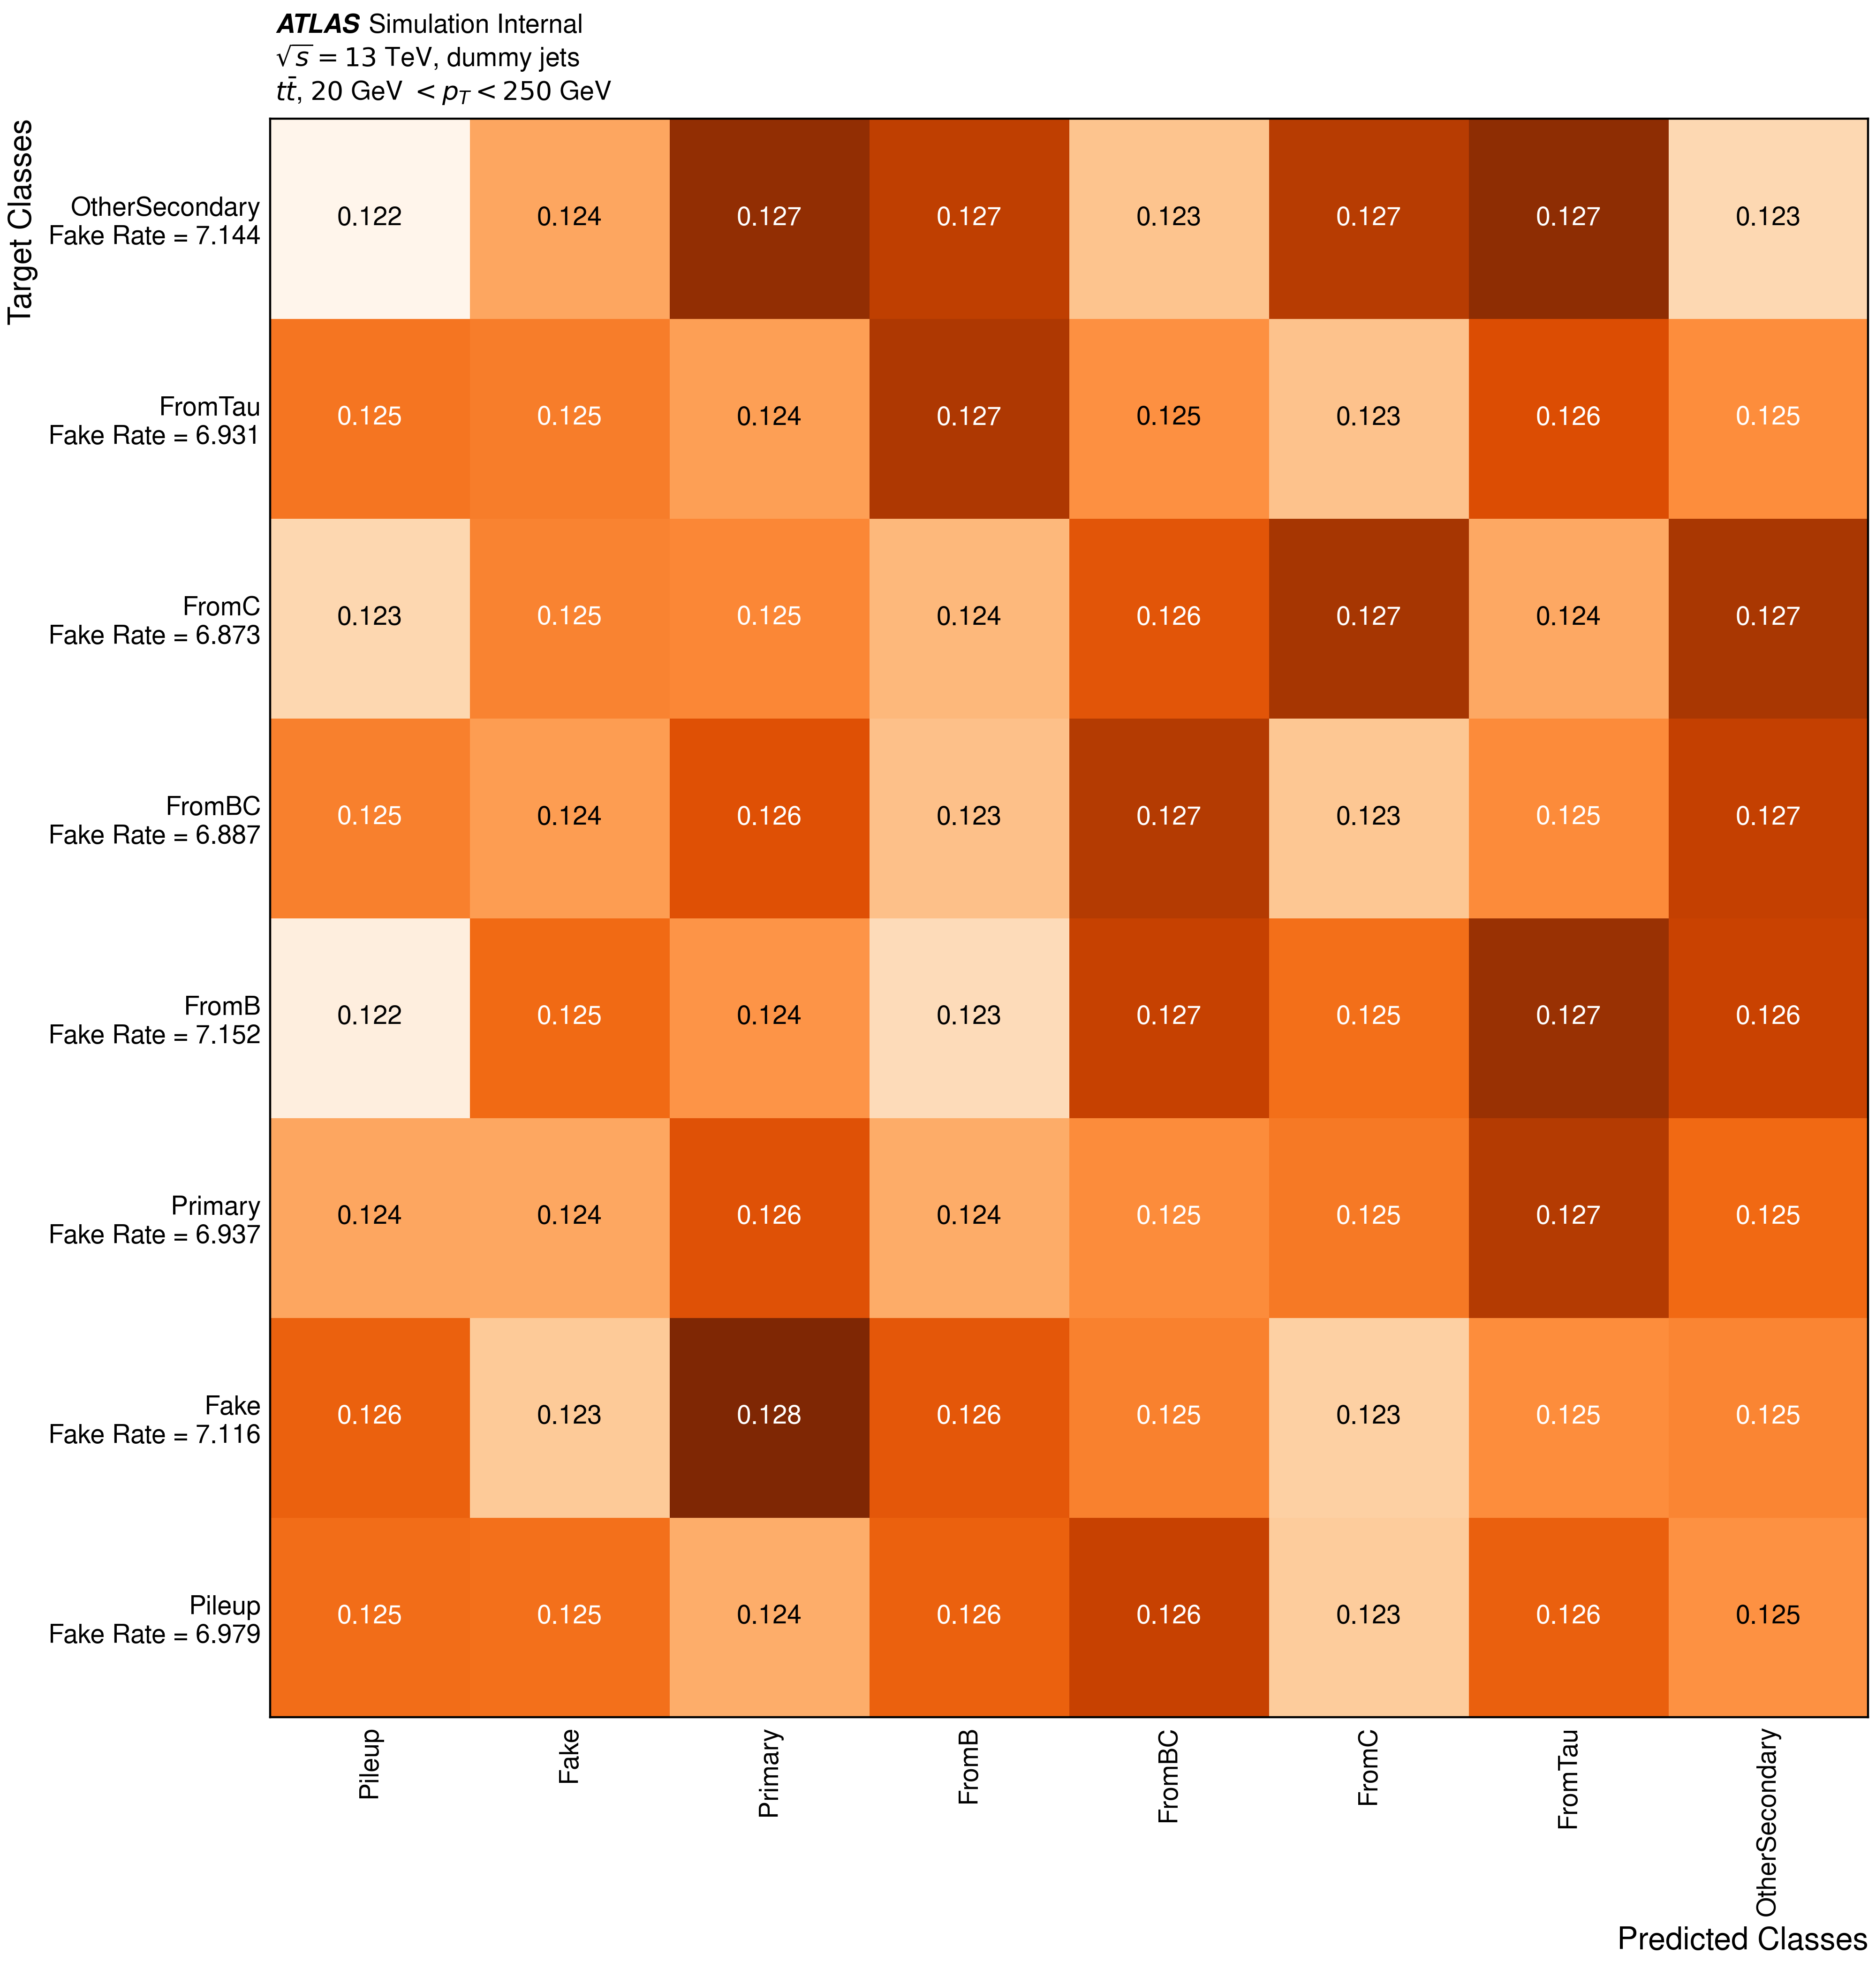 ATLAS Simulation Internal
√s = 13 TeV, dummy jets
tt̄, 20 GeV < pT < 250 GeV
Target Classes
OtherSecondary
Fake Rate = 7.144
0.122 0.124 0.127 0.127 0.123 0.127 0.127 0.123
FromTau
Fake Rate = 6.931
0.125 0.125 0.124 0.127 0.125 0.123 0.126 0.125
FromC
Fake Rate = 6.873
0.123 0.125 0.125 0.124 0.126 0.127 0.124 0.127
FromBC
Fake Rate = 6.887
0.125 0.124 0.126 0.123 0.127 0.123 0.125 0.127
FromB
Fake Rate = 7.152
0.122 0.125 0.124 0.123 0.127 0.125 0.127 0.126
Primary
Fake Rate = 6.937
0.124 0.124 0.126 0.124 0.125 0.125 0.127 0.125
Fake
Fake Rate = 7.116
0.126 0.123 0.128 0.126 0.125 0.123 0.125 0.125
Pileup
Fake Rate = 6.979
0.125 0.125 0.124 0.126 0.126 0.123 0.126 0.125
Pileup
Fake
Primary
FromB
FromBC
FromC
FromTau
OtherSecondary
Predicted Classes